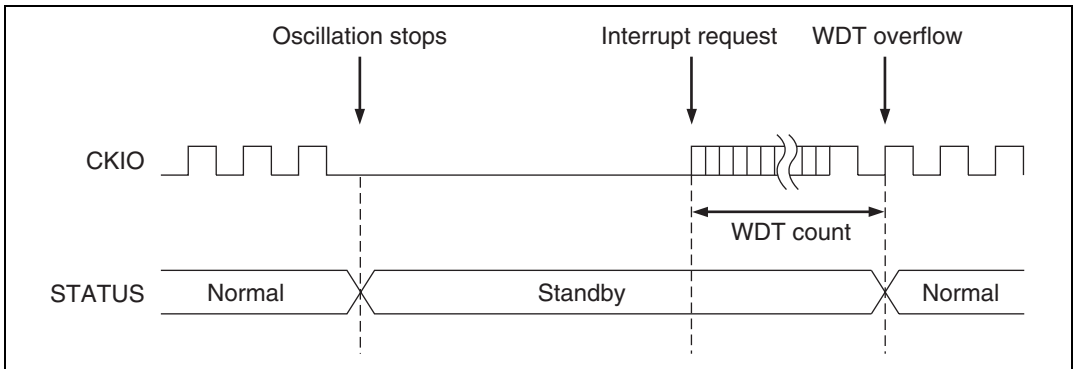 Oscillation stops Interrupt request WDT overflow
CKIO
WDT count
STATUS Normal Standby Normal